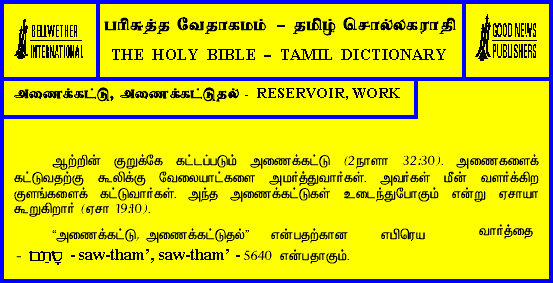 BELLWETHER
INTERNATIONAL
பரிசுத்த வேதாகமம் – தமிழ் சொல்லகராதி
THE HOLY BIBLE – TAMIL DICTIONARY
GOOD NEWS
PUBLISHERS
அணைக்கட்டு, அணைக்கட்டுதல் - RESERVOIR, WORK
ஆற்றின் குறுக்கே கட்டப்படும் அணைக்கட்டு (2நாளா 32:30). அணைகளைக்
கட்டுவதற்கு கூலிக்கு வேலையாட்களை அமர்த்துவார்கள். அவர்கள் மீன் வளர்க்கிற
குளங்களைக் கட்டுவார்கள். அந்த அணைக்கட்டுகள் உடைந்துபோகும் என்று ஏசாயா
கூறுகிறார் (ஏசா 19:10).
“அணைக்கட்டு, அணைக்கட்டுதல்” என்பதற்கான எபிரெய வார்த்தை
- - saw-tham’, saw-tham’ - 5640 என்பதாகும்.